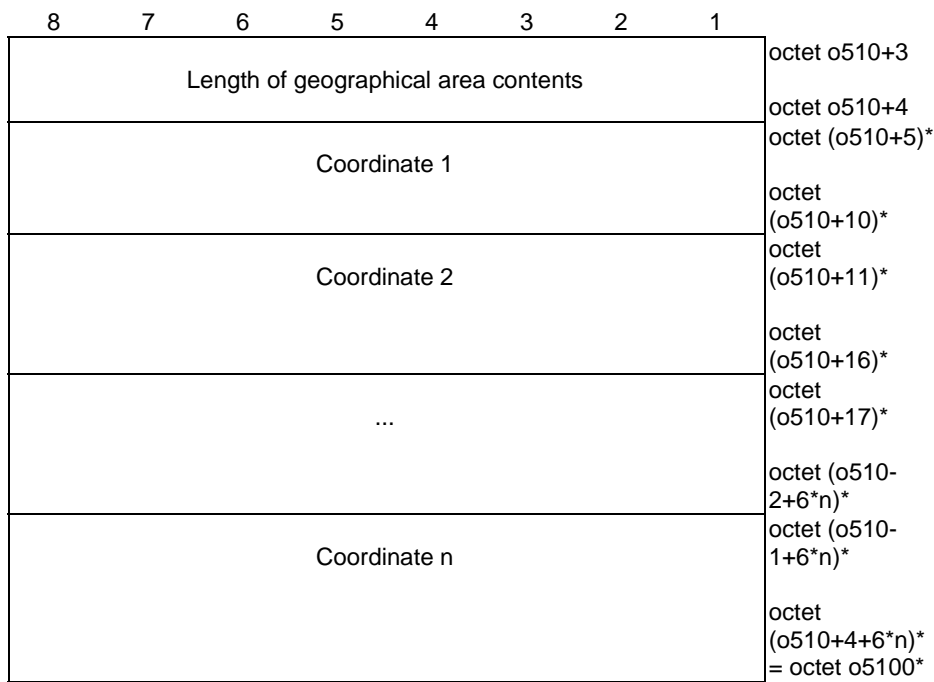 8 7 6 5 4 3 2 1
Length of geographical area contents
octet o510+3
octet o510+4
Coordinate 1
octet (o510+5)*
octet
(o510+10)*
Coordinate 2
octet
(o510+11)*
octet
(o510+16)*
...
octet
(o510+17)*
octet (o510-
2+6*n)*
Coordinate n
octet (o510-
1+6*n)*
octet
(o510+4+6*n)*
= octet o5100*